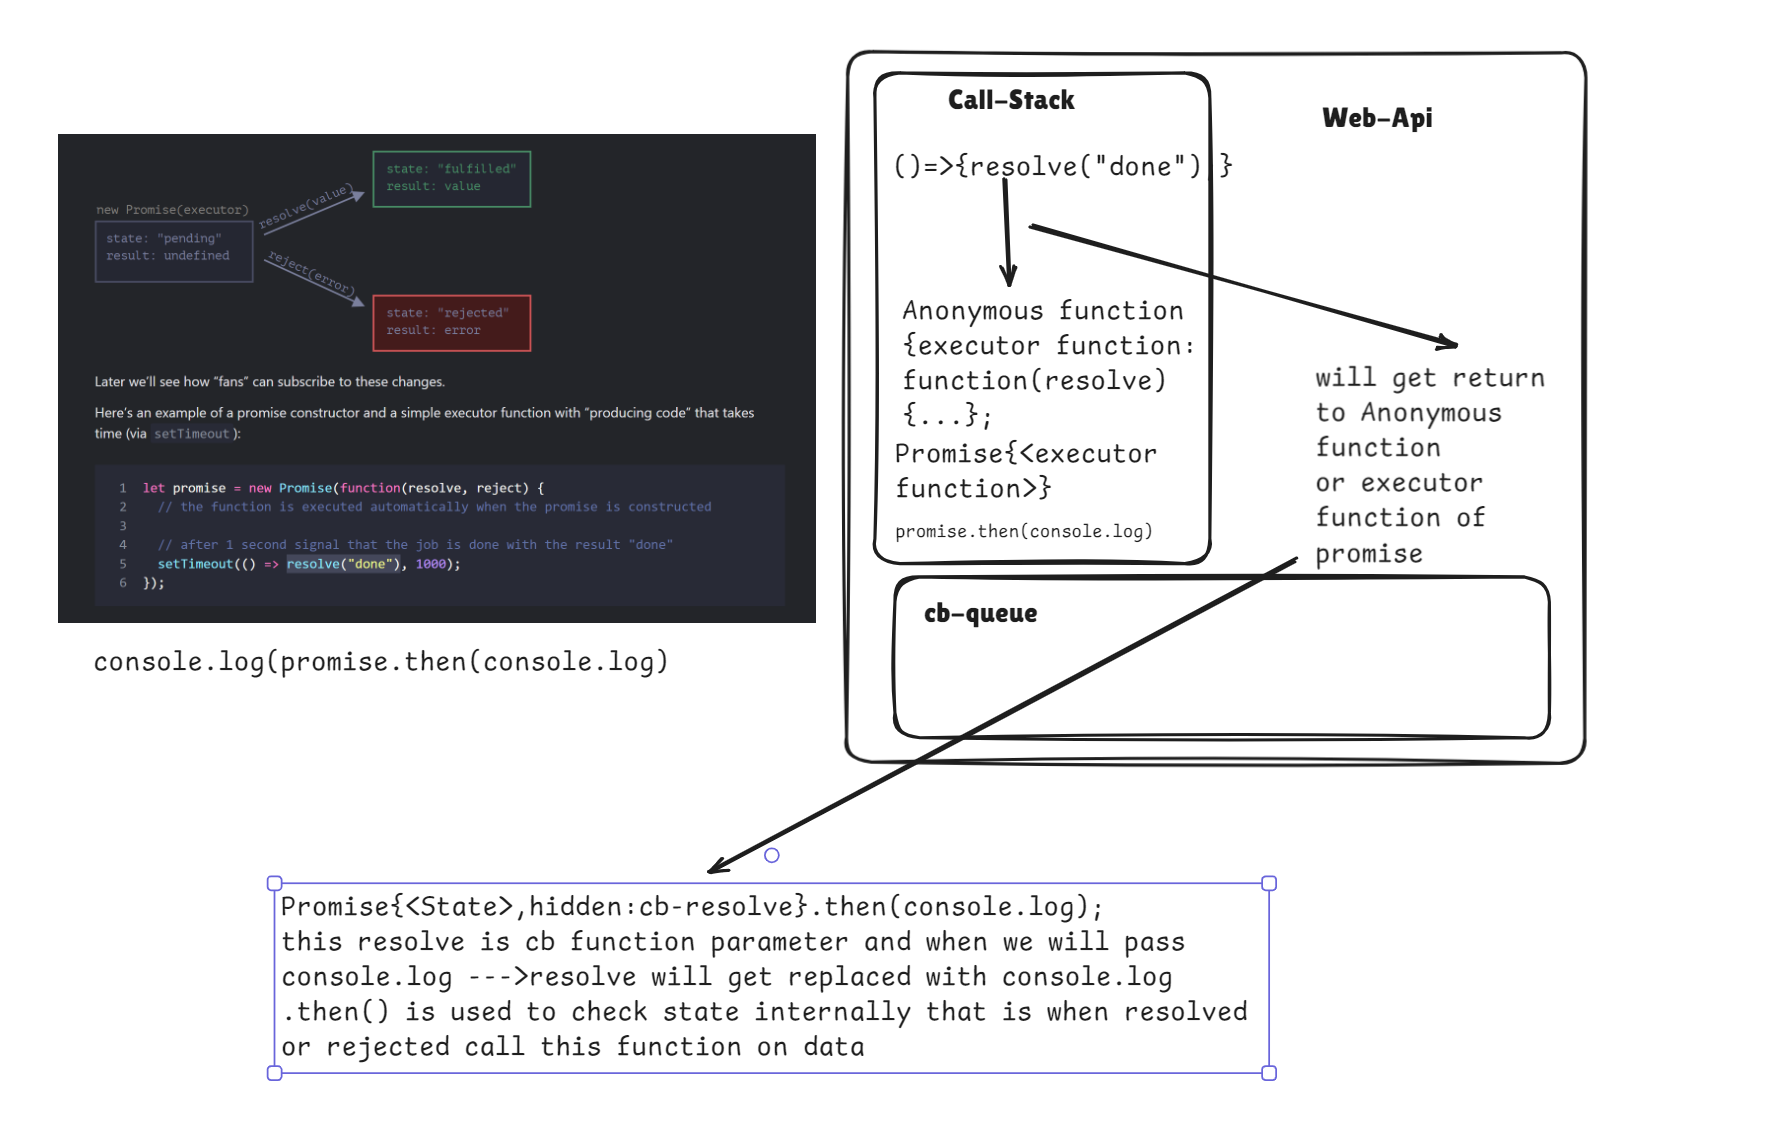 new Promise(executor)
state: "pending"
result: undefined
resolve(value)
reject(error)
state: "fulfilled"
result: value
state: "rejected"
result: error
Later we'll see how "fans" can subscribe to these changes.
Here's an example of a promise constructor and a simple executor function with "producing code" that takes
time (via setTimeout ):
1 let promise = new Promise(function(resolve, reject) {
2 // the function is executed automatically when the promise is constructed
3
4 // after 1 second signal that the job is done with the result "done"
5 setTimeout(() => resolve("done"), 1000);
6 });
console.log(promise.then(console.log)
Call-Stack
()=>{resolve("done") }
Anonymous function
{executor function:
function(resolve)
{...};
Promise{<executor
function>}
promise.then(console.log)
Web-Api
will get return
to Anonymous
function
or executor
function of
promise
cb-queue
Promise{<State>,hidden:cb-resolve}.then(console.log);
this resolve is cb function parameter and when we will pass
console.log --->resolve will get replaced with console.log
.then() is used to check state internally that is when resolved
or rejected call this function on data